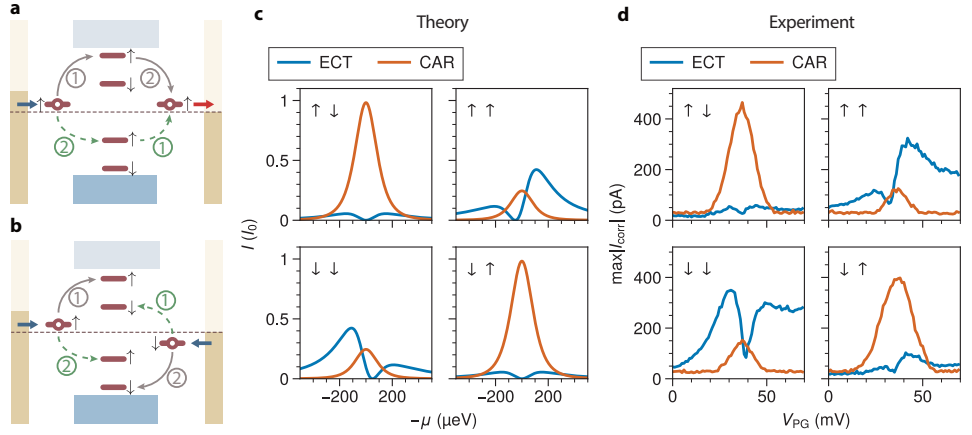 a
↑
① ②
↓
↑ ↑
↑
② ①
↓
b
↑
① ①
↓
↑
↓
↑
② ②
↓
c Theory
ECT CAR
I (I₀)
1
0.5
0
↑ ↓
↑ ↑
1
0.5
0
↓ ↓
↓ ↑
−200 200 −200 200
−μ (μeV)
d Experiment
ECT CAR
max|I_corr| (pA)
400
200
0
↑ ↓
↑ ↑
400
200
0
↓ ↓
↓ ↑
0 50 0 50
V_PG (mV)